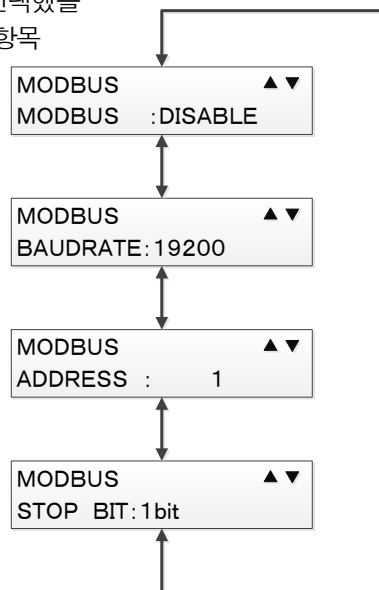 항목
MODBUS ▲ ▼
MODBUS :DISABLE
MODBUS ▲ ▼
BAUDRATE:19200
MODBUS ▲ ▼
ADDRESS : 1
MODBUS ▲ ▼
STOP BIT:1bit